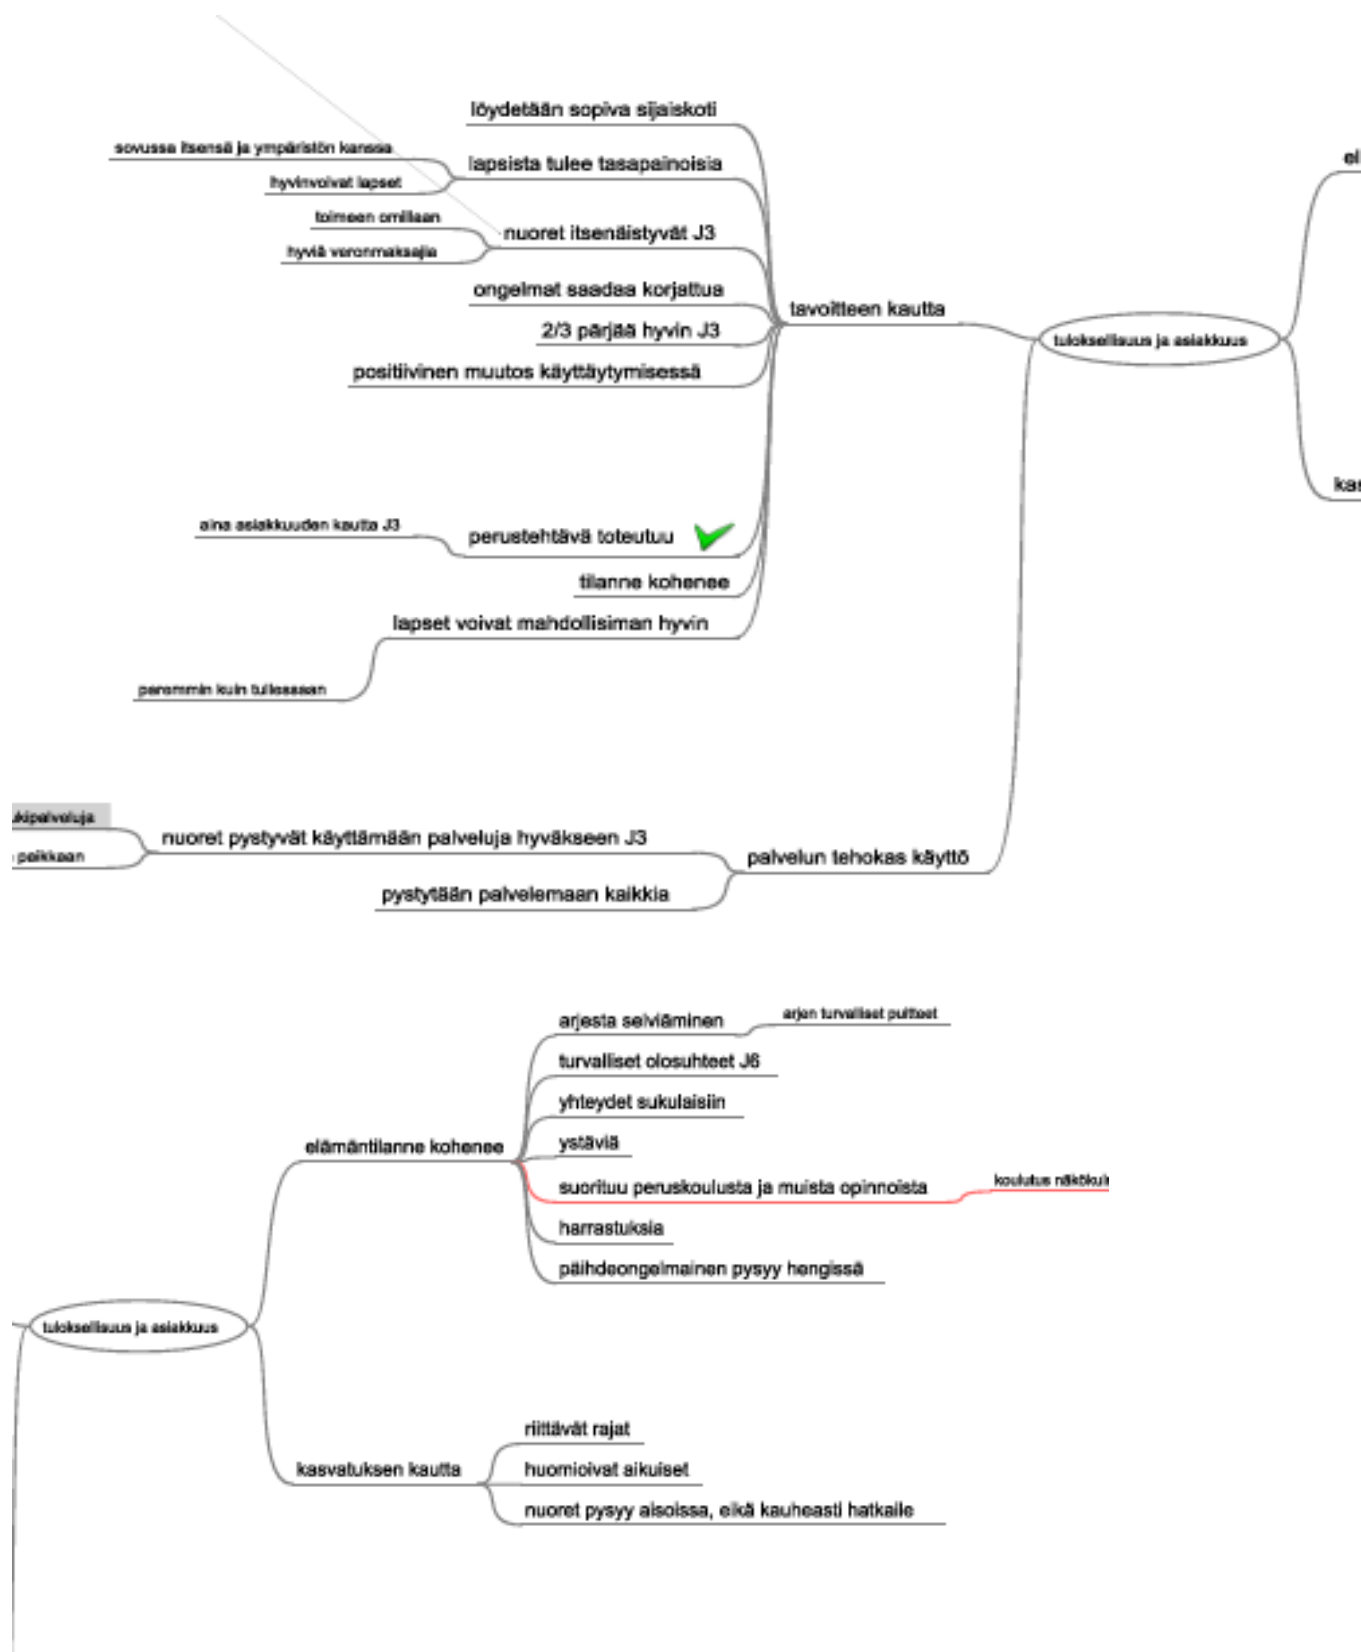 löydetään sopiva sijaiskoti
sovussa itsensä ja ympäristön kanssa
lapsista tulee tasapainoisia
hyvinvoivat lapset
toimeen omillaan
nuoret itsenäistyvät J3
hyviä veronmaksajia
ongelmat saadaa korjattua
2/3 pärjää hyvin J3
positiivinen muutos käyttäytymisessä
tavoitteen kautta
tuloksellisuus ja asiakkuus
aina asiakkuuden kautta J3
perustehtävä toteutuu
tilanne kohenee
lapset voivat mahdollisiman hyvin
paremmin kuin tullessaan
nuoret pystyvät käyttämään palveluja hyväkseen J3
paikkaan
palvelun tehokas käyttö
pystytään palvelemaan kaikkia
arjesta selviäminen
arjen turvalliset puitteet
turvalliset olosuhteet J6
yhteydet sukulaisiin
ystäviä
elämäntilanne kohenee
suorituu peruskoulusta ja muista opinnoista
koulutus
harrastuksia
päihdeongelmainen pysyy hengissä
tuloksellisuus ja asiakkuus
riittävät rajat
kasvatuksen kautta
huomioivat aikuiset
nuoret pysyy aisoissa, eikä kauheasti hatkaile